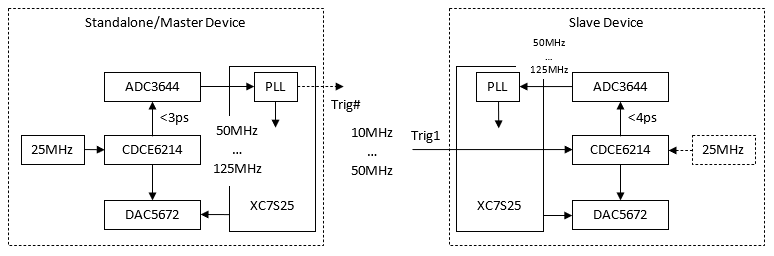 Standalone/Master Device
ADC3644
PLL
Trig#
<3ps
50MHz
...
125MHz
25MHz
CDCE6214
DAC5672
XC7S25
10MHz
...
50MHz
Trig1
Slave Device
50MHz
...
125MHz
PLL
ADC3644
<4ps
CDCE6214
25MHz
XC7S25
DAC5672